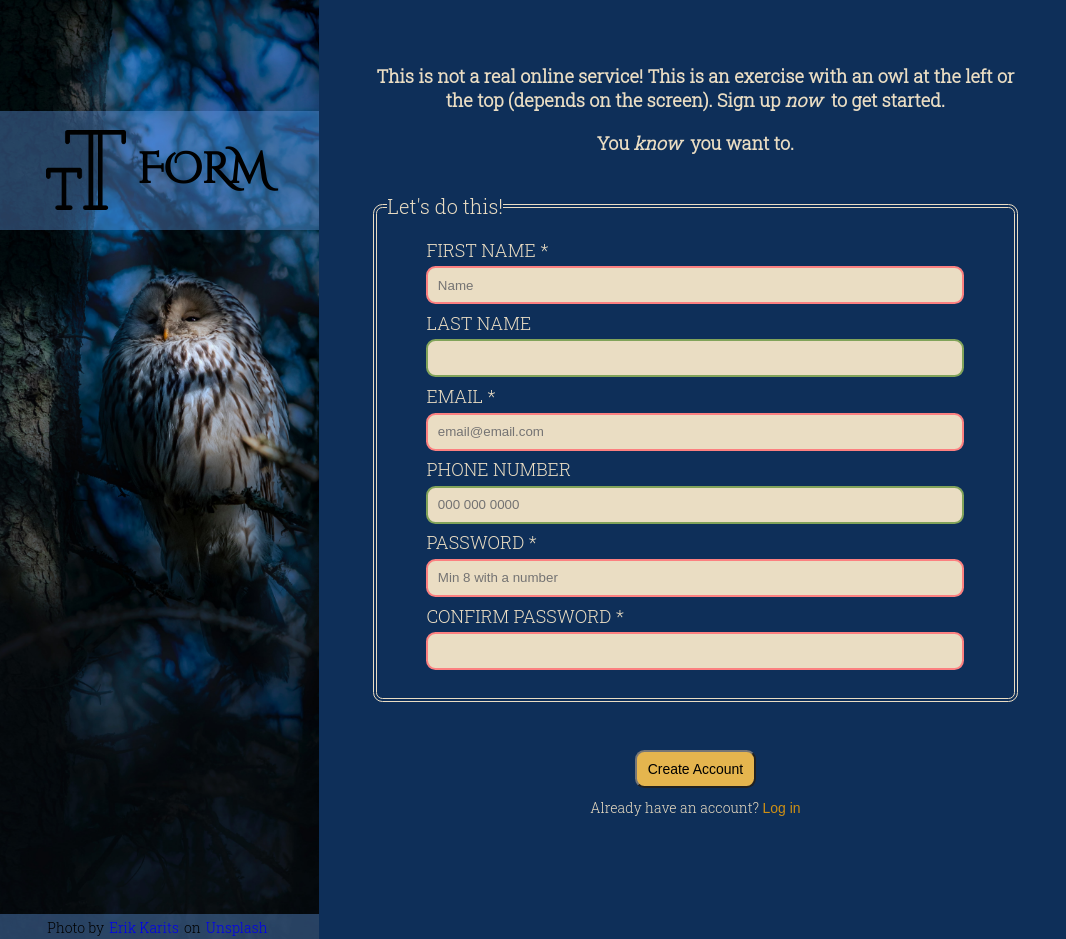 TT FORM
This is not a real online service! This is an exercise with an owl at the left or
the top (depends on the screen). Sign up now to get started.
You know you want to.
Let's do this!
FIRST NAME *
Name
LAST NAME
EMAIL *
email@email.com
PHONE NUMBER
000 000 0000
PASSWORD *
Min 8 with a number
CONFIRM PASSWORD *
Create Account
Already have an account? Log in
Photo by Erik Karits on Unsplash